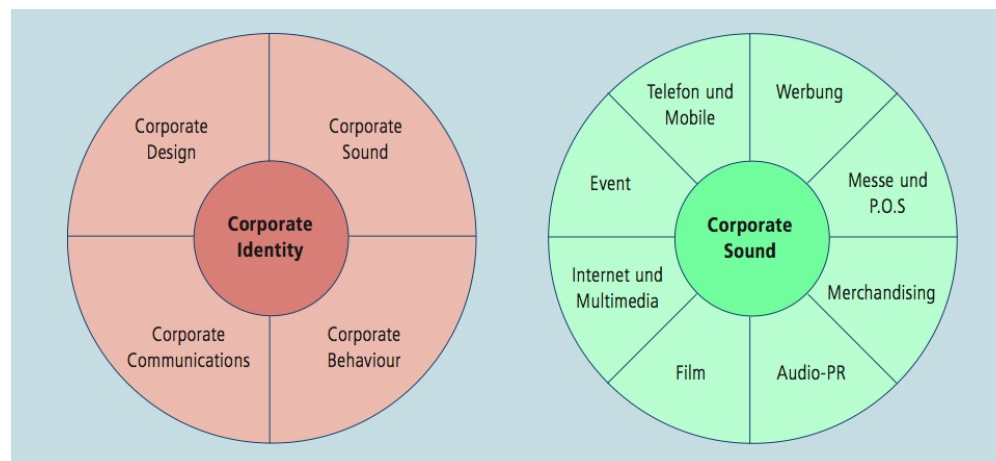 Corporate
Design
Corporate
Sound
Corporate
Identity
Corporate
Communications
Corporate
Behaviour
Telefon und
Mobile
Werbung
Event
Messe und
P.O.S
Corporate
Sound
Internet und
Multimedia
Merchandising
Film
Audio-PR